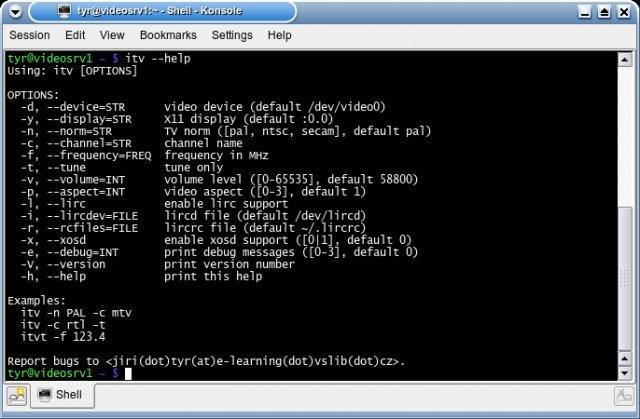 tyr@videosrv1:~ - Shell - Konsole
Session Edit View Bookmarks Settings Help
tyr@videosrv1 ~ $ itv --help
Using: itv [OPTIONS]
OPTIONS:
-d, --device=STR video device (default /dev/video0)
-y, --display=STR X11 display (default :0.0)
-n, --norm=STR TV norm ([pal, ntsc, secam], default pal)
-c, --channel=STR channel name
-f, --frequency=FREQ frequency in MHz
-t, --tune tune only
-v, --volume=INT volume level ([0-65535], default 58800)
-p, --aspect=INT video aspect ([0-3], default 1)
-l, --lirc enable lirc support
-i, --lircdev=FILE lircd file (default /dev/lircd)
-r, --rcfiles=FILE lircrc file (default ~/.lircrc)
-x, --xosd enable xosd support ([0|1], default 0)
-e, --debug=INT print debug messages ([0-3], default 0)
-V, --version print version number
-h, --help print this help
Examples:
itv -n PAL -c mtv
itv -c rtl -t
itvt -f 123.4
Report bugs to <jiri(dot)tyr(at)e-learning(dot)vslib(dot)cz>.
tyr@videosrv1 ~ $
Shell